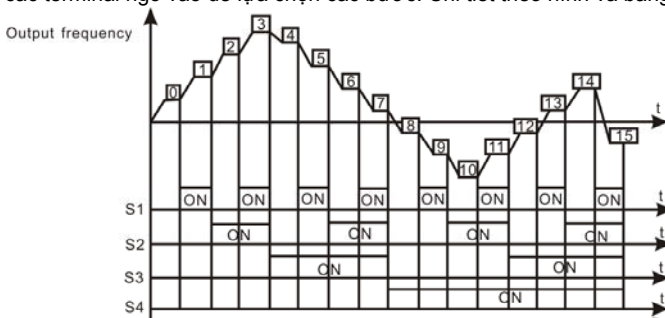 các terminal ngõ vào để lựa chọn các bước. Chi tiết theo hình và bảng
Output frequency
0 1 2 3 4 5 6 7 8 9 10 11 12 13 14 15
t
S1 ON ON ON ON ON ON ON ON t
S2 ON ON ON ON t
S3 ON ON t
S4 ON t